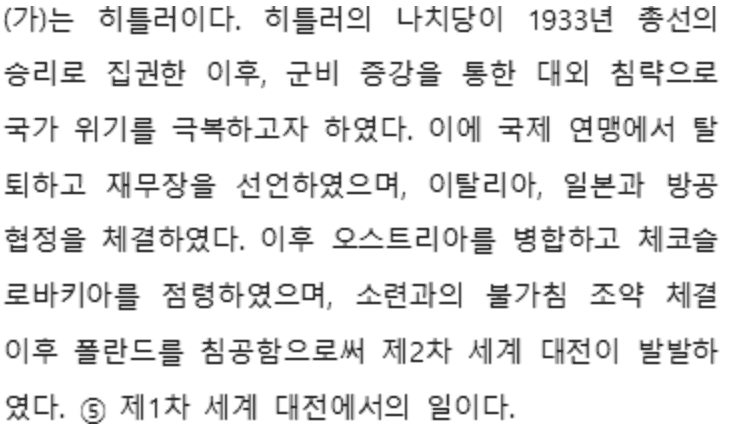 (가)는 히틀러이다. 히틀러의 나치당이 1933년 총선의
승리로 집권한 이후, 군비 증강을 통한 대외 침략으로
국가 위기를 극복하고자 하였다. 이에 국제 연맹에서 탈
퇴하고 재무장을 선언하였으며, 이탈리아, 일본과 방공
협정을 체결하였다. 이후 오스트리아를 병합하고 체코슬
로바키아를 점령하였으며, 소련과의 불가침 조약 체결
이후 폴란드를 침공함으로써 제2차 세계 대전이 발발하
였다. ⑤ 제1차 세계 대전에서의 일이다.